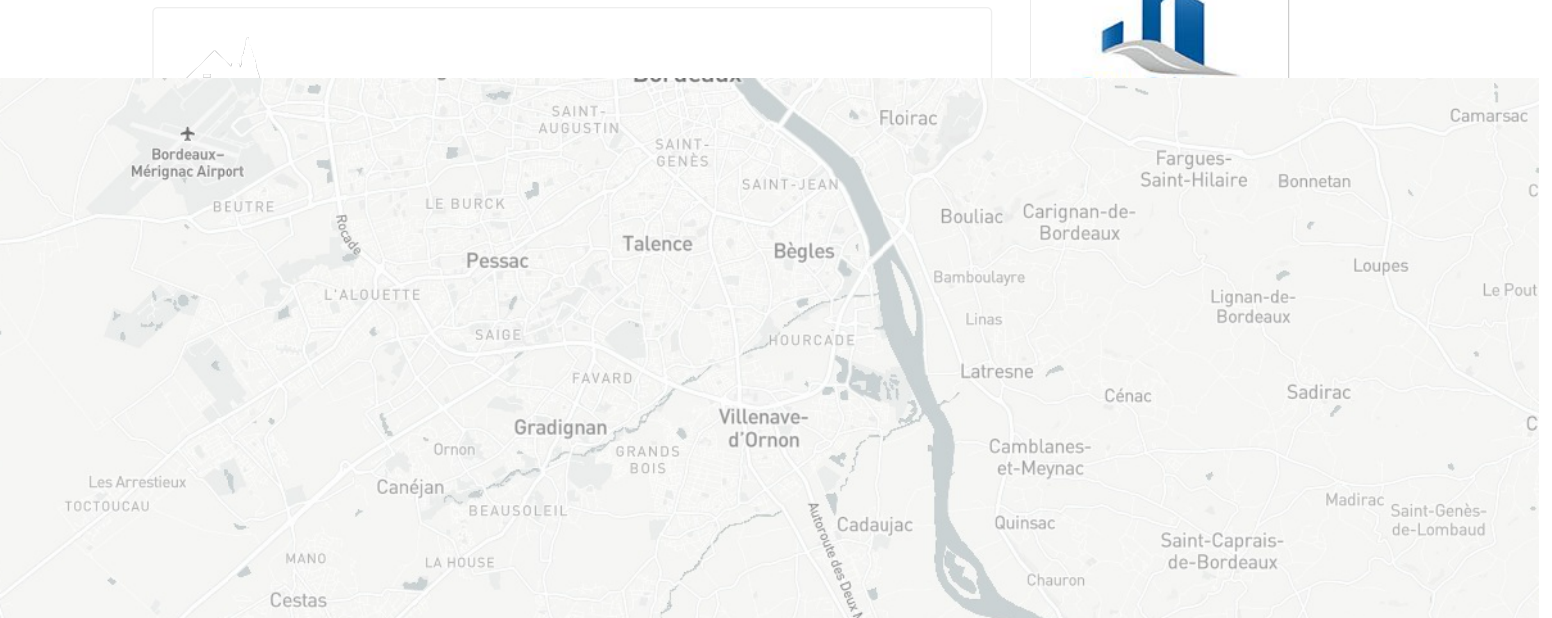 Bordeaux
SAINT-
AUGUSTIN
Floirac
Camarsac
Bordeaux–
Mérignac Airport
SAINT-
GENÈS
Fargues-
Saint-Hilaire
Bonnetan
SAINT-JEAN
BEUTRE
LE BURCK
Rocade
Bouliac
Carignan-de-
Bordeaux
Talence
Bègles
Pessac
Loupes
Bamboulayre
L'ALOUETTE
Le Pout
Lignan-de-
Bordeaux
Linas
SAIGE
HOURCADE
Latresne
FAVARD
Cénac
Sadirac
Villenave-
d'Ornon
Gradignan
Ornon
GRANDS
BOIS
Camblanes-
et-Meynac
Les Arrestieux
Canéjan
TOCTOUCAU
BEAUSOLEIL
Madirac
Saint-Genès-
de-Lombaud
Autoroute des Deux
Cadaujac
Quinsac
Saint-Caprais-
de-Bordeaux
MANO
LA HOUSE
Chauron
Cestas